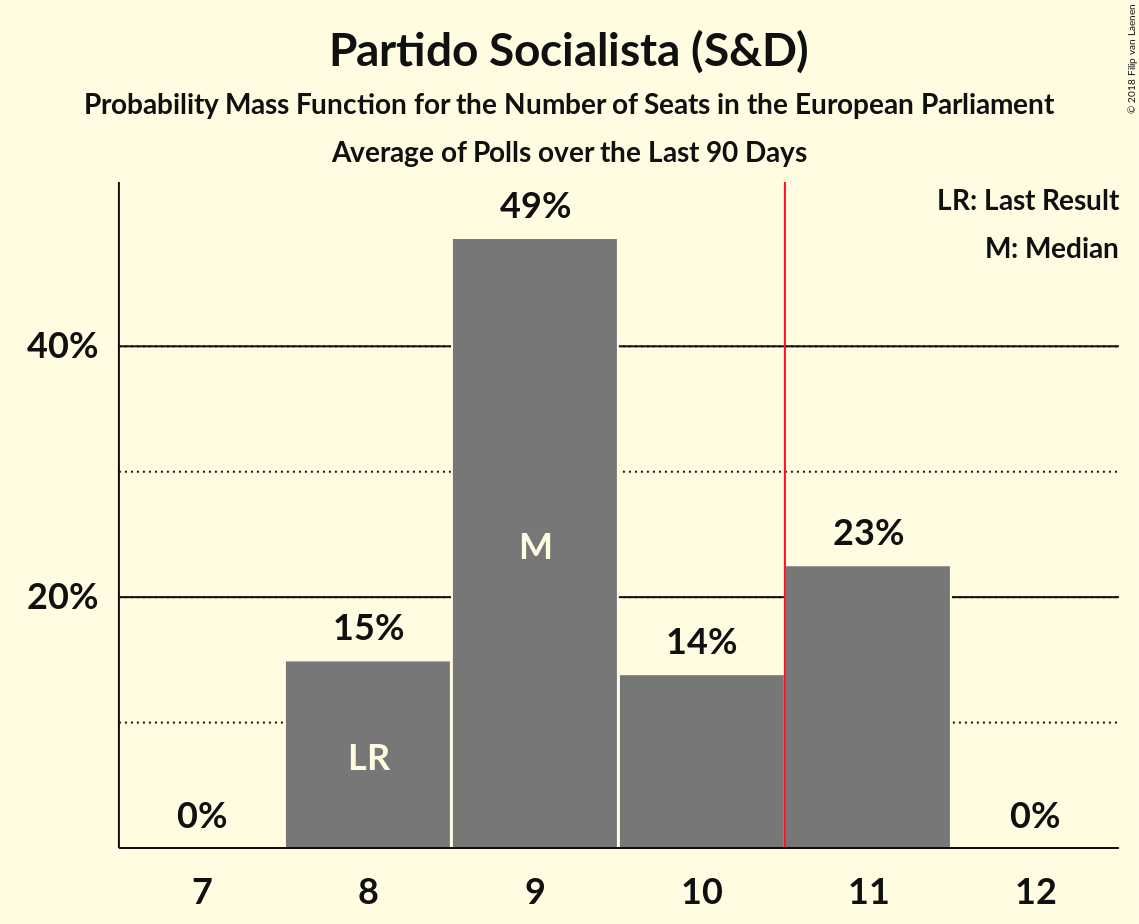 Partido Socialista (S&D)
Probability Mass Function for the Number of Seats in the European Parliament
Average of Polls over the Last 90 Days
© 2018 Filip van Laenen
LR: Last Result
M: Median
49%
40%
23%
20%
15%
14%
M
LR
0%
0%
7 8 9 10 11 12